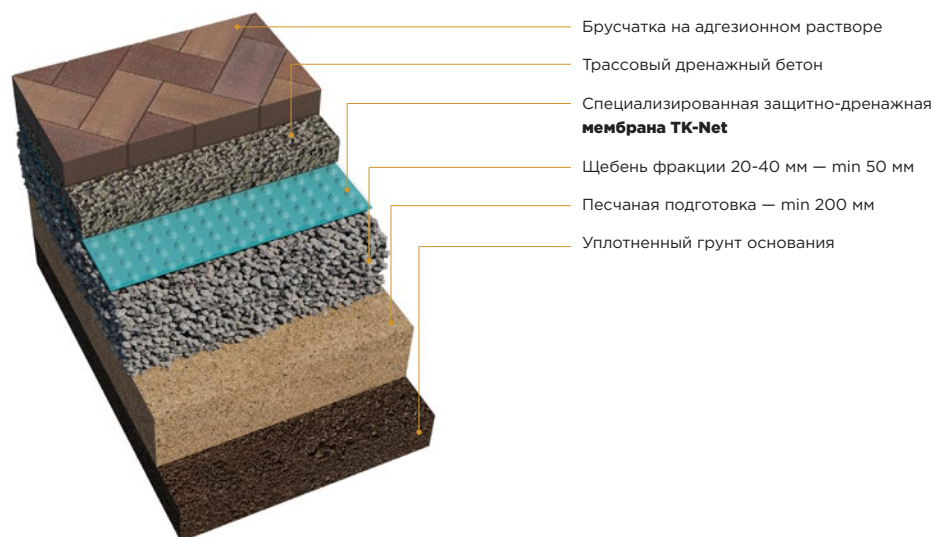 Брусчатка на адгезионном растворе
Трассовый дренажный бетон
Специализированная защитно-дренажная
мембрана TK-Net
Щебень фракции 20-40 мм — min 50 мм
Песчаная подготовка — min 200 мм
Уплотненный грунт основания